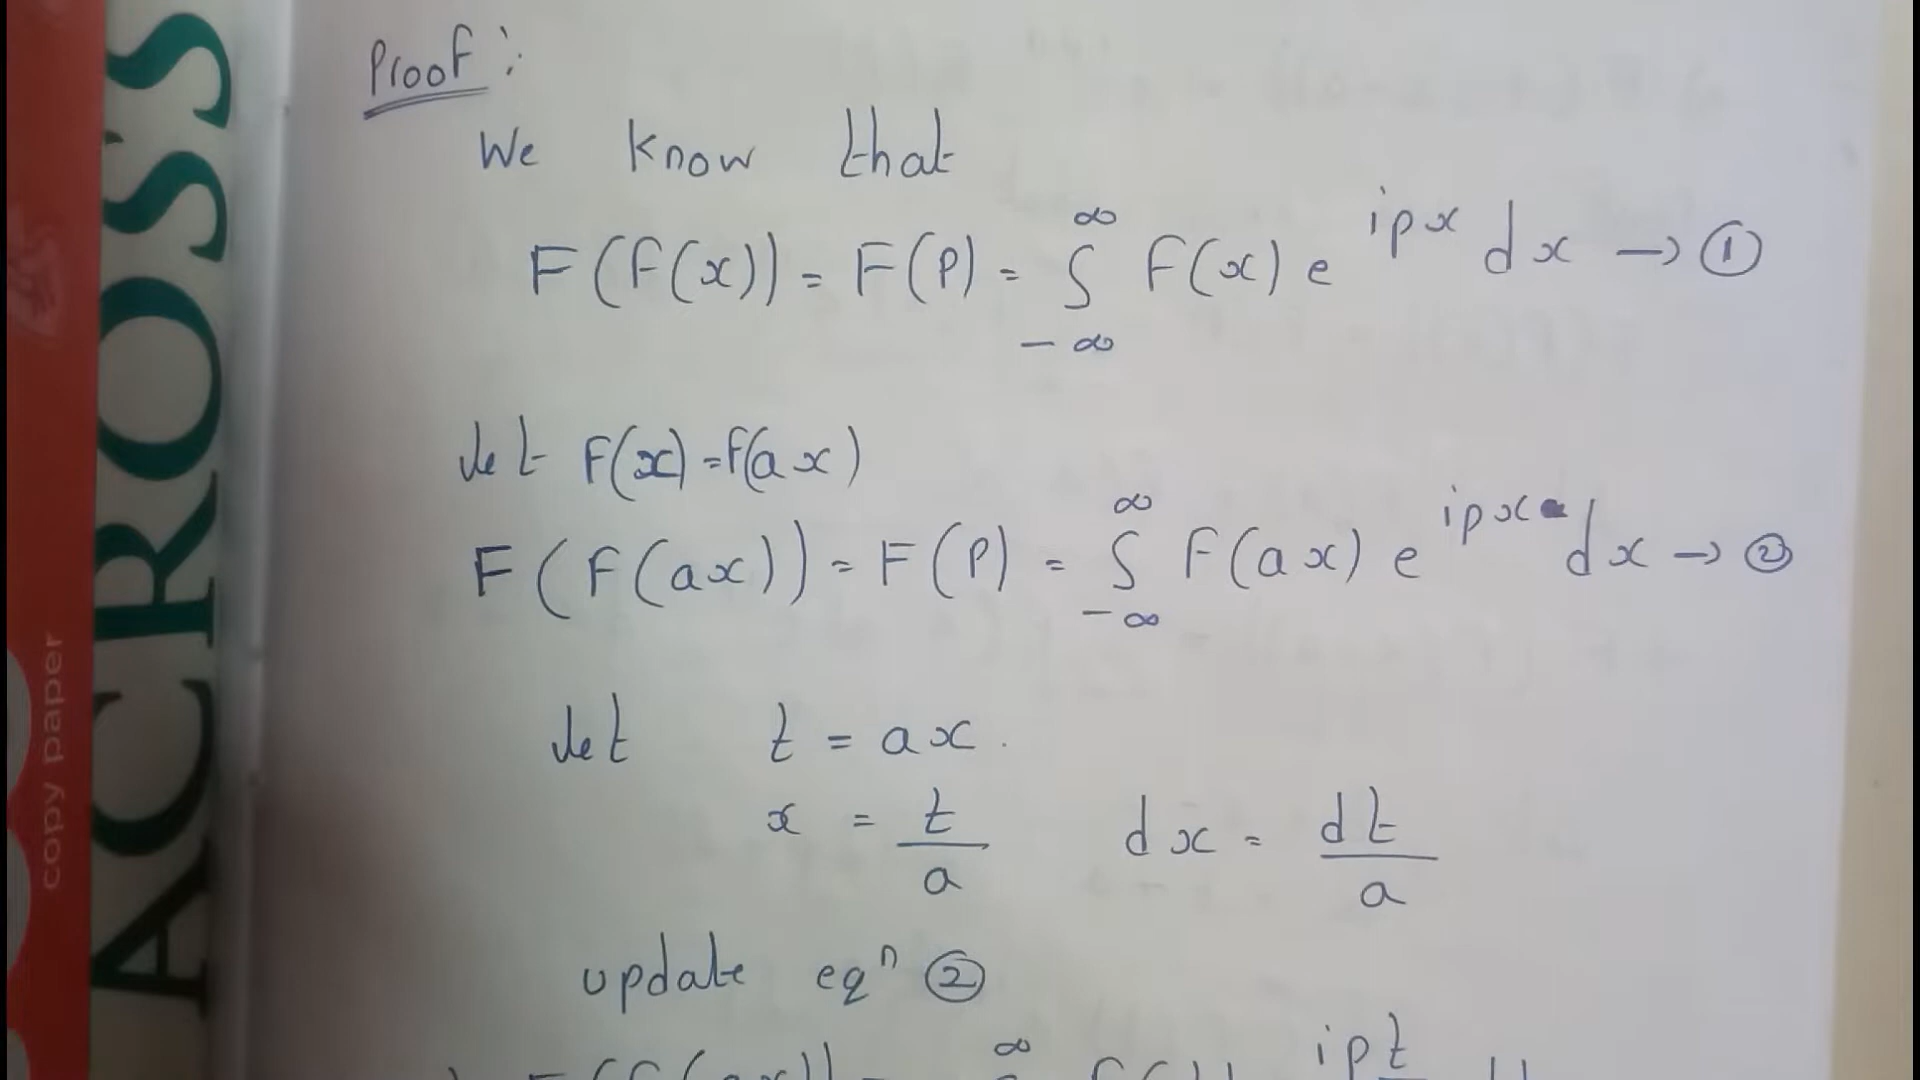 ACROS'S
copy paper
Proof :
We know that
F(f(x)) = F(p) = ∫_{-∞}^{∞} f(x) e^{ipx} dx → ①
let f(x) = f(ax)
F(f(ax)) = F(p) = ∫_{-∞}^{∞} f(ax) e^{ipx} dx → ②
let t = ax.
x = t/a dx = dt/a
update eqⁿ ②